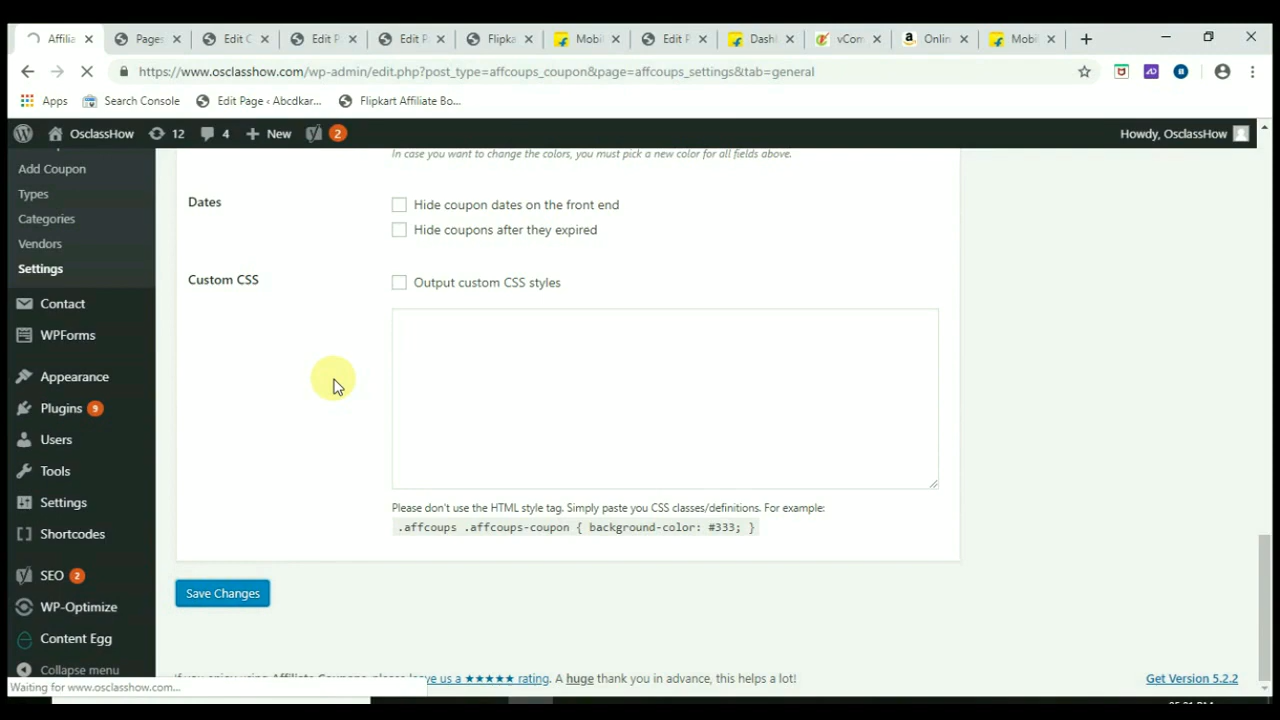 Affilia
Pages
Edit C
Edit P
Edit P
Flipka
Mobil
Edit P
Dash
vCom
Onlin
Mobil
https://www.osclasshow.com/wp-admin/edit.php?post_type=affcoups_coupon&page=affcoups_settings&tab=general
Apps
Search Console
Edit Page ‹ Abcdkar...
Flipkart Affiliate Bo...
OsclassHow
12
4
New
2
Howdy, OsclassHow
In case you want to change the colors, you must pick a new color for all fields above.
Add Coupon
Types
Categories
Vendors
Settings
Contact
WPForms
Appearance
Plugins 9
Users
Tools
Settings
Shortcodes
SEO 2
WP-Optimize
Content Egg
Collapse menu
Dates
Hide coupon dates on the front end
Hide coupons after they expired
Custom CSS
Output custom CSS styles
Please don't use the HTML style tag. Simply paste you CSS classes/definitions. For example:
.affcoups .affcoups-coupon { background-color: #333; }
Save Changes
If you enjoy using Affiliate Coupons, please leave us a ★★★★★ rating. A huge thank you in advance, this helps a lot!
Get Version 5.2.2
Waiting for www.osclasshow.com...